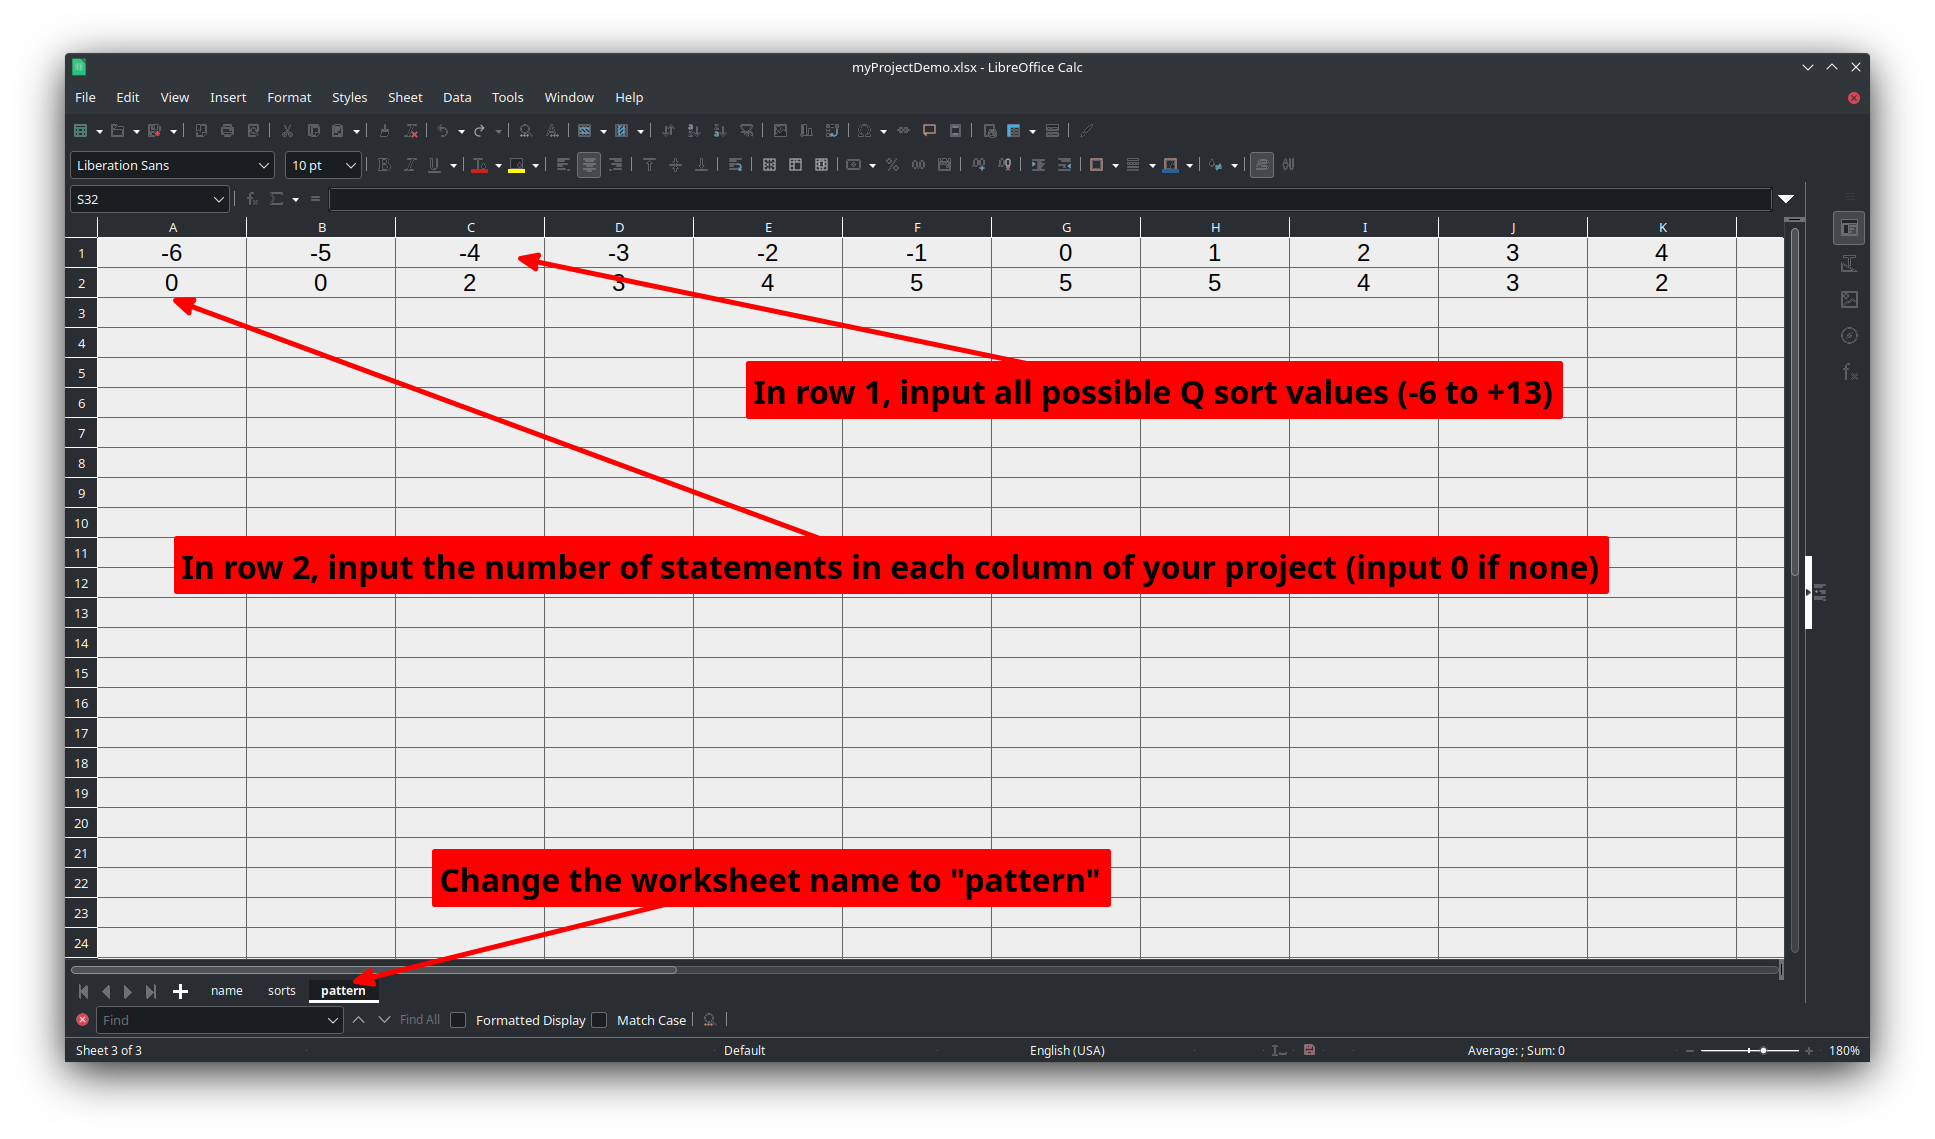 myProjectDemo.xlsx - LibreOffice Calc
File Edit View Insert Format Styles Sheet Data Tools Window Help
Liberation Sans 10 pt
S32
A B C D E F G H I J K
1 -6 -5 -4 -3 -2 -1 0 1 2 3 4
2 0 0 2 3 4 5 5 5 4 3 2
3
4
5
In row 1, input all possible Q sort values (-6 to +13)
6
7
8
9
10
11
In row 2, input the number of statements in each column of your project (input 0 if none)
12
13
14
15
16
17
18
19
20
21
Change the worksheet name to "pattern"
22
23
24
name sorts pattern
Find Find All Formatted Display Match Case
Sheet 3 of 3 Default English (USA) Average: ; Sum: 0 180%